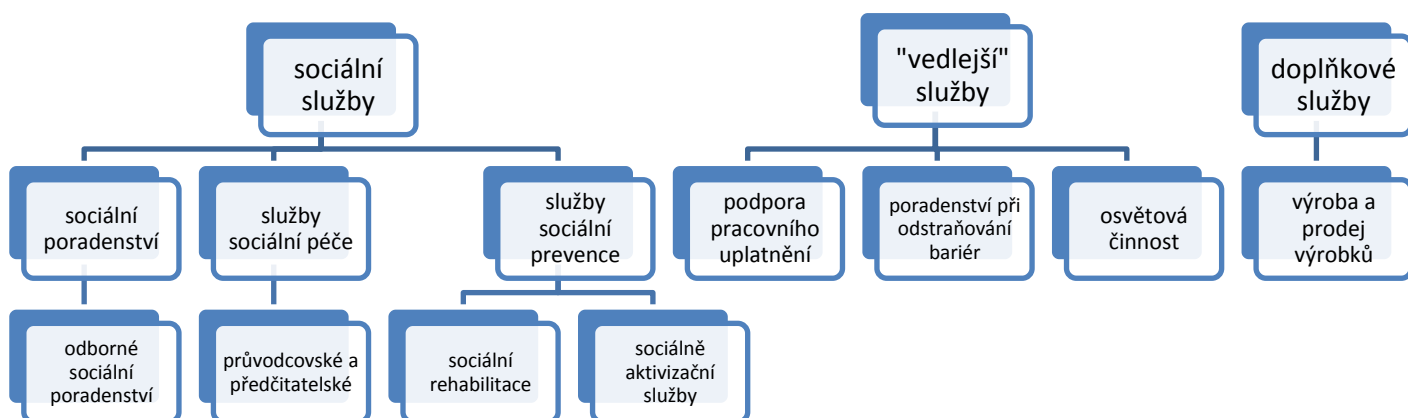 sociální
služby
"vedlejší"
služby
doplňkové
služby
sociální
poradenství
služby
sociální péče
služby
sociální
prevence
podpora
pracovního
uplatnění
poradenství při
odstraňování
bariér
osvětová
činnost
výroba a
prodej
výrobků
odborné
sociální
poradenství
průvodcovské a
předčitatelské
sociální
rehabilitace
sociálně
aktivizační
služby